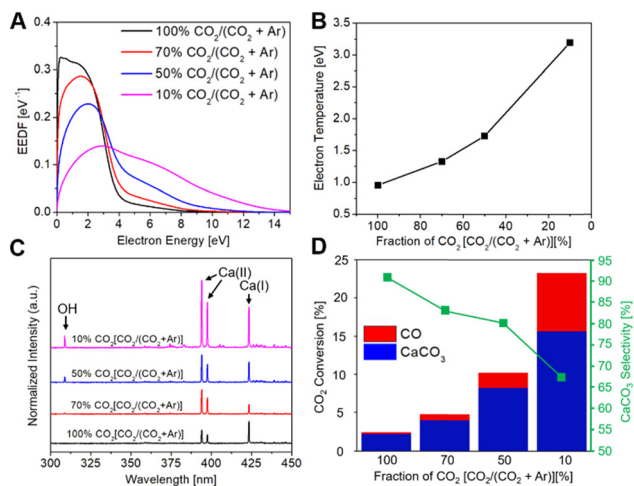 A
100% CO2/(CO2 + Ar)
70% CO2/(CO2 + Ar)
50% CO2/(CO2 + Ar)
10% CO2/(CO2 + Ar)
EEDF [eV⁻¹]
0.4
0.3
0.2
0.1
0.0
0 2 4 6 8 10 12 14
Electron Energy [eV]
B
Electron Temperature [eV]
3.5
3.0
2.5
2.0
1.5
1.0
0.5
100 80 60 40 20 0
Fraction of CO2 [CO2/(CO2 + Ar)][%]
C
Normalized Intensity (a.u.)
OH
Ca(II)
Ca(I)
10% CO2[CO2/(CO2+Ar)]
50% CO2[CO2/(CO2+Ar)]
70% CO2[CO2/(CO2+Ar)]
100% CO2[CO2/(CO2+Ar)]
300 325 350 375 400 425 450
Wavelength [nm]
D
CO2 Conversion [%]
25
20
15
10
5
0
CO
CaCO3
95
90
85
80
75
70
65
60
55
50
CaCO3 Selectivity [%]
100 70 50 10
Fraction of CO2 [CO2/(CO2 + Ar)][%]